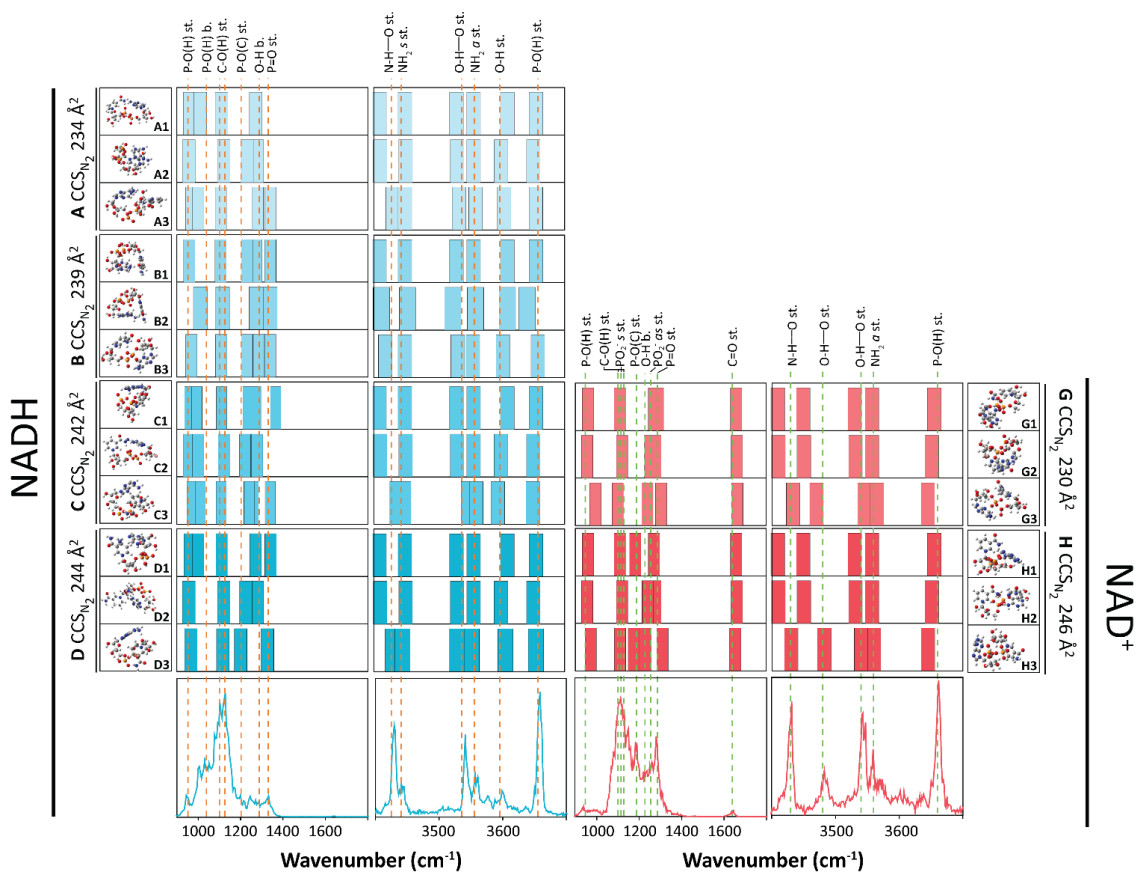 P-O(H) st.
P-O(H) b.
C-O(H) st.
P-O(C) st.
O-H b.
P=O st.
N-H—O st.
NH2 s st.
O-H—O st.
NH2 a st.
O-H st.
P-O(H) st.
NADH
A CCSN2 234 Å2
A1
A2
A3
B CCSN2 239 Å2
B1
B2
B3
C CCSN2 242 Å2
C1
C2
C3
D CCSN2 244 Å2
D1
D2
D3
P-O(H) st.
C-O(H) st.
PO2- s st.
P-O(C) st.
O-H b.
PO2- as st.
P=O st.
C=O st.
N-H—O st.
O-H—O st.
O-H—O st.
NH2 a st.
P-O(H) st.
G1
G2
G3
G CCSN2 230 Å2
H1
H2
H3
H CCSN2 246 Å2
NAD+
1000 1200 1400 1600
3500 3600
1000 1200 1400 1600
3500 3600
Wavenumber (cm-1)
Wavenumber (cm-1)